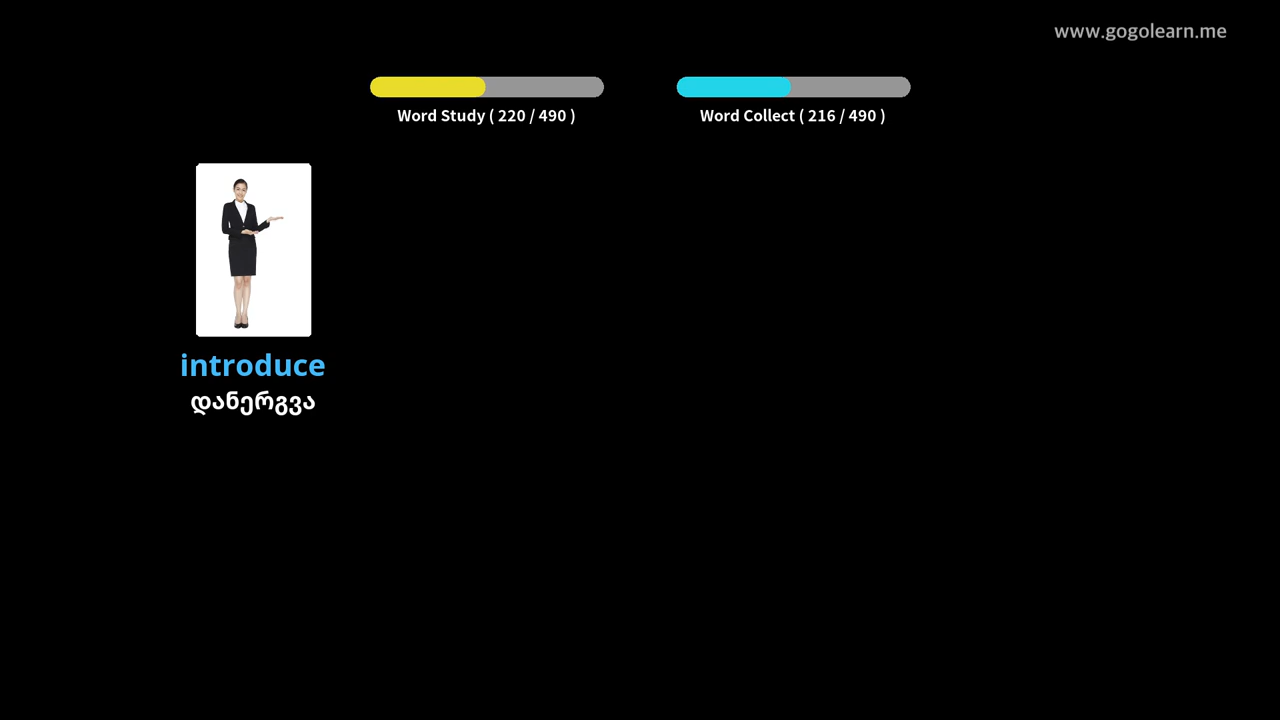 www.gogolearn.me
Word Study ( 220 / 490 )
Word Collect ( 216 / 490 )
introduce
დანერგვა